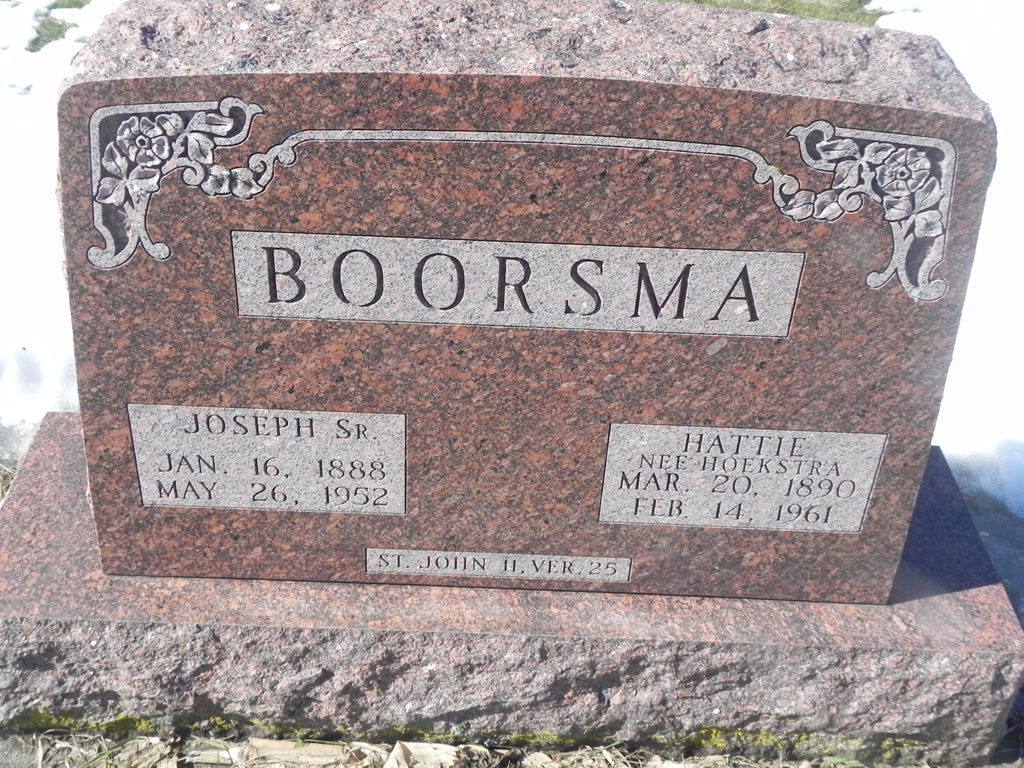 BOORSMA
JOSEPH SR.
JAN. 16, 1888
MAY 26, 1952
HATTIE
NEE HOEKSTRA
MAR. 20, 1890
FEB. 14, 1961
ST. JOHN 11, VER. 25